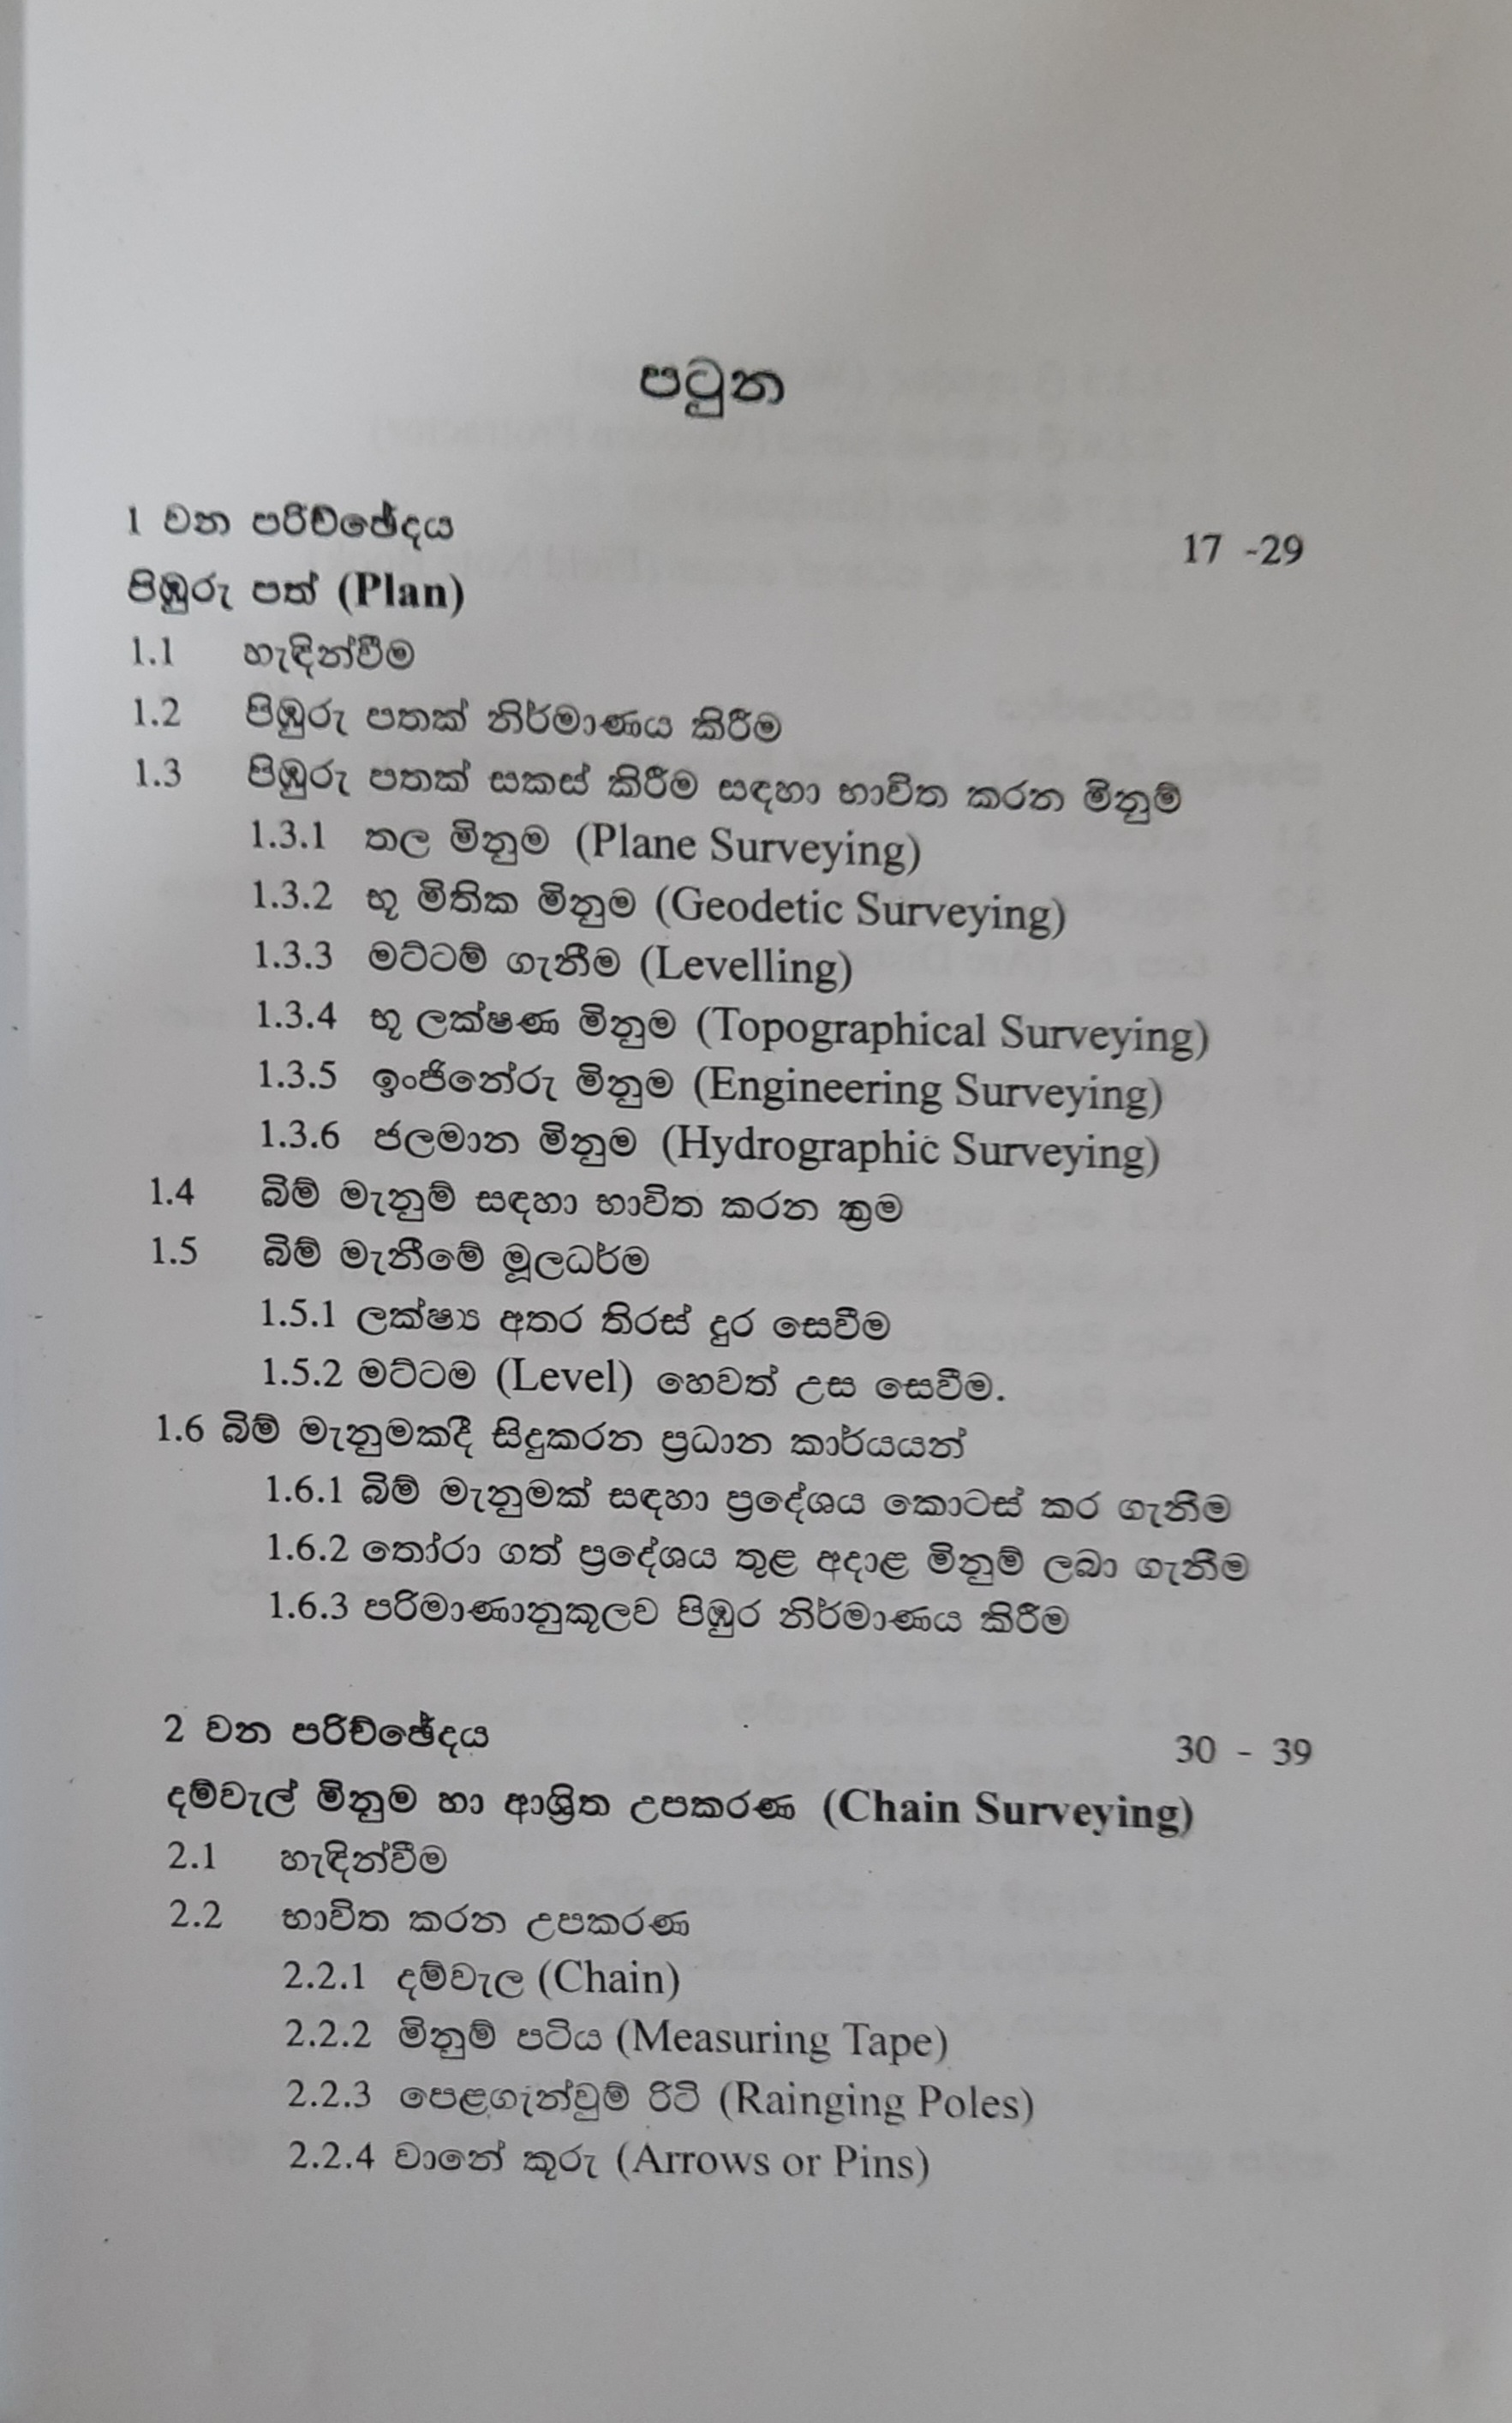 පටුන
1 වන පරිච්ඡේදය
17 -29
පිඹුරු පත් (Plan)
1.1 හැඳින්වීම
1.2 පිඹුරු පතක් නිර්මාණය කිරීම
1.3 පිඹුරු පතක් සකස් කිරීම සඳහා භාවිත කරන මිනුම්
1.3.1 තල මිනුම (Plane Surveying)
1.3.2 භූ මිතික මිනුම (Geodetic Surveying)
1.3.3 මට්ටම් ගැනීම (Levelling)
1.3.4 භූ ලක්ෂණ මිනුම (Topographical Surveying)
1.3.5 ඉංජිනේරු මිනුම (Engineering Surveying)
1.3.6 ජලමාන මිනුම (Hydrographic Surveying)
1.4 බිම් මැනුම් සඳහා භාවිත කරන ක්‍රම
1.5 බිම් මැනීමේ මූලධර්ම
1.5.1 ලක්ෂ්‍ය අතර තිරස් දුර සෙවීම
1.5.2 මට්ටම (Level) හෙවත් උස සෙවීම.
1.6 බිම් මැනුමකදී සිදුකරන ප්‍රධාන කාර්යයන්
1.6.1 බිම් මැනුමක් සඳහා ප්‍රදේශය කොටස් කර ගැනීම
1.6.2 තෝරා ගත් ප්‍රදේශය තුළ අදාළ මිනුම් ලබා ගැනීම
1.6.3 පරිමාණානුකූලව පිඹුර නිර්මාණය කිරීම
2 වන පරිච්ඡේදය
30 - 39
දම්වැල් මිනුම හා ආශ්‍රිත උපකරණ (Chain Surveying)
2.1 හැඳින්වීම
2.2 භාවිත කරන උපකරණ
2.2.1 දම්වැල (Chain)
2.2.2 මිනුම් පටිය (Measuring Tape)
2.2.3 පෙළගැන්වුම් රිටි (Rainging Poles)
2.2.4 වානේ කූරු (Arrows or Pins)